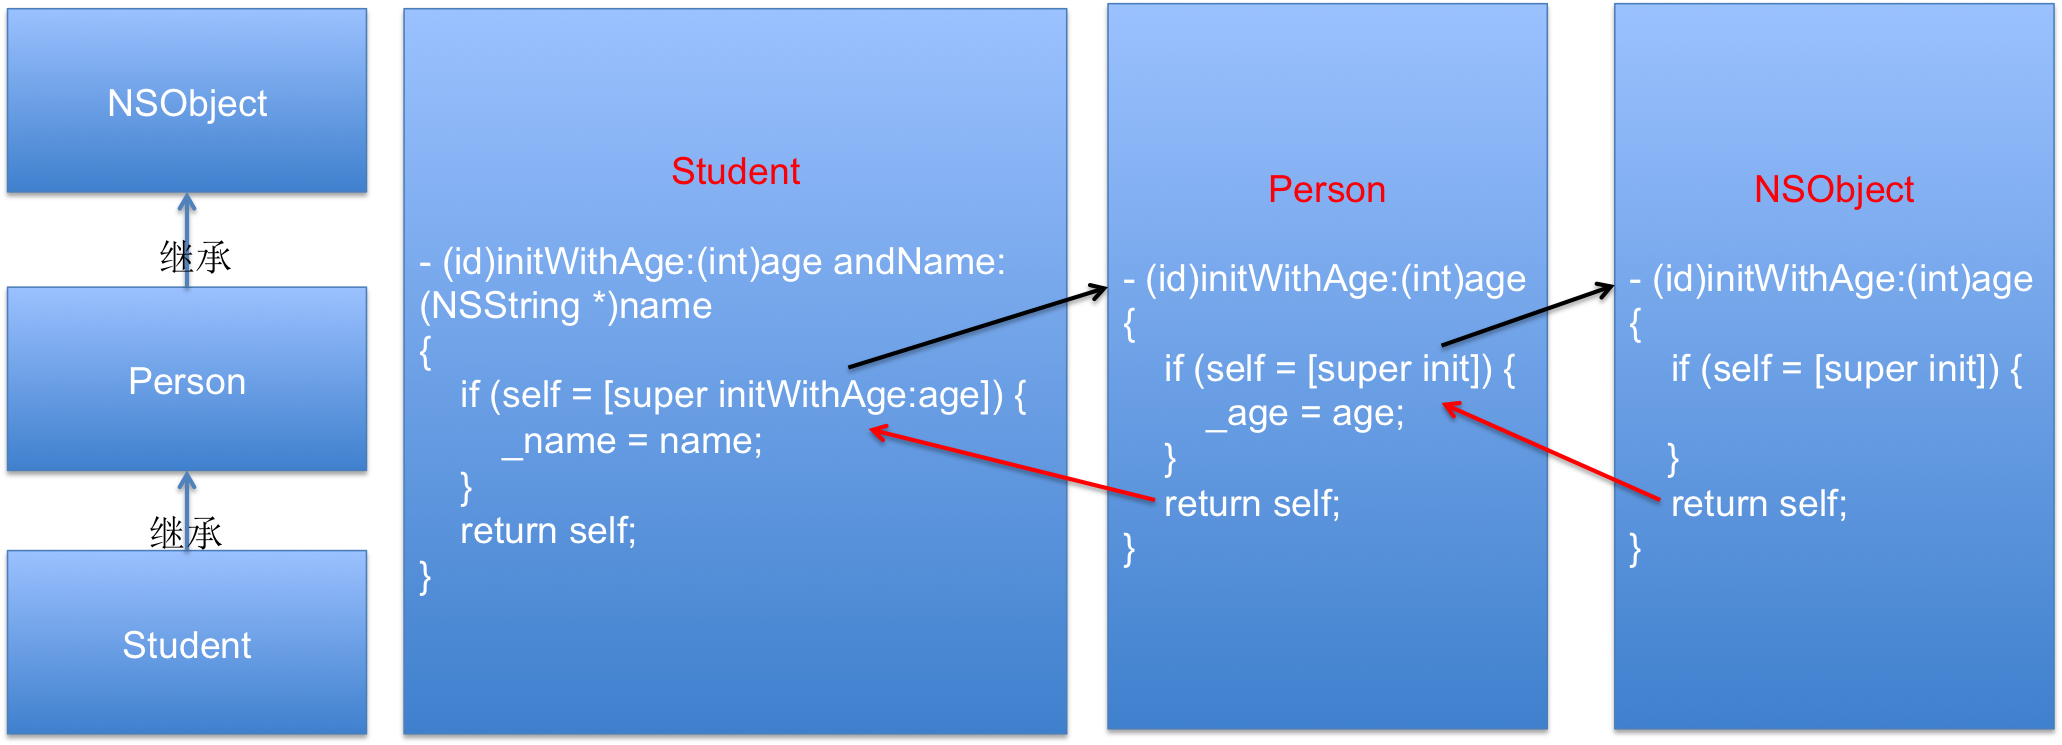 NSObject
继承
Person
继承
Student
Student
- (id)initWithAge:(int)age andName:
(NSString *)name
{
if (self = [super initWithAge:age]) {
_name = name;
}
return self;
}
Person
- (id)initWithAge:(int)age
{
if (self = [super init]) {
_age = age;
}
return self;
}
NSObject
- (id)initWithAge:(int)age
{
if (self = [super init]) {
}
return self;
}